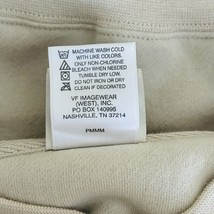 MACHINE WASH COLD
WITH LIKE COLORS.
ONLY NON-CHLORINE
BLEACH WHEN NEEDED
TUMBLE DRY LOW.
DO NOT IRON OR
DRY CLEAN IF DECORATED
VF IMAGEWEAR
(WEST), INC.
PO BOX 140995
NASHVILLE, TN 37214
PMMM